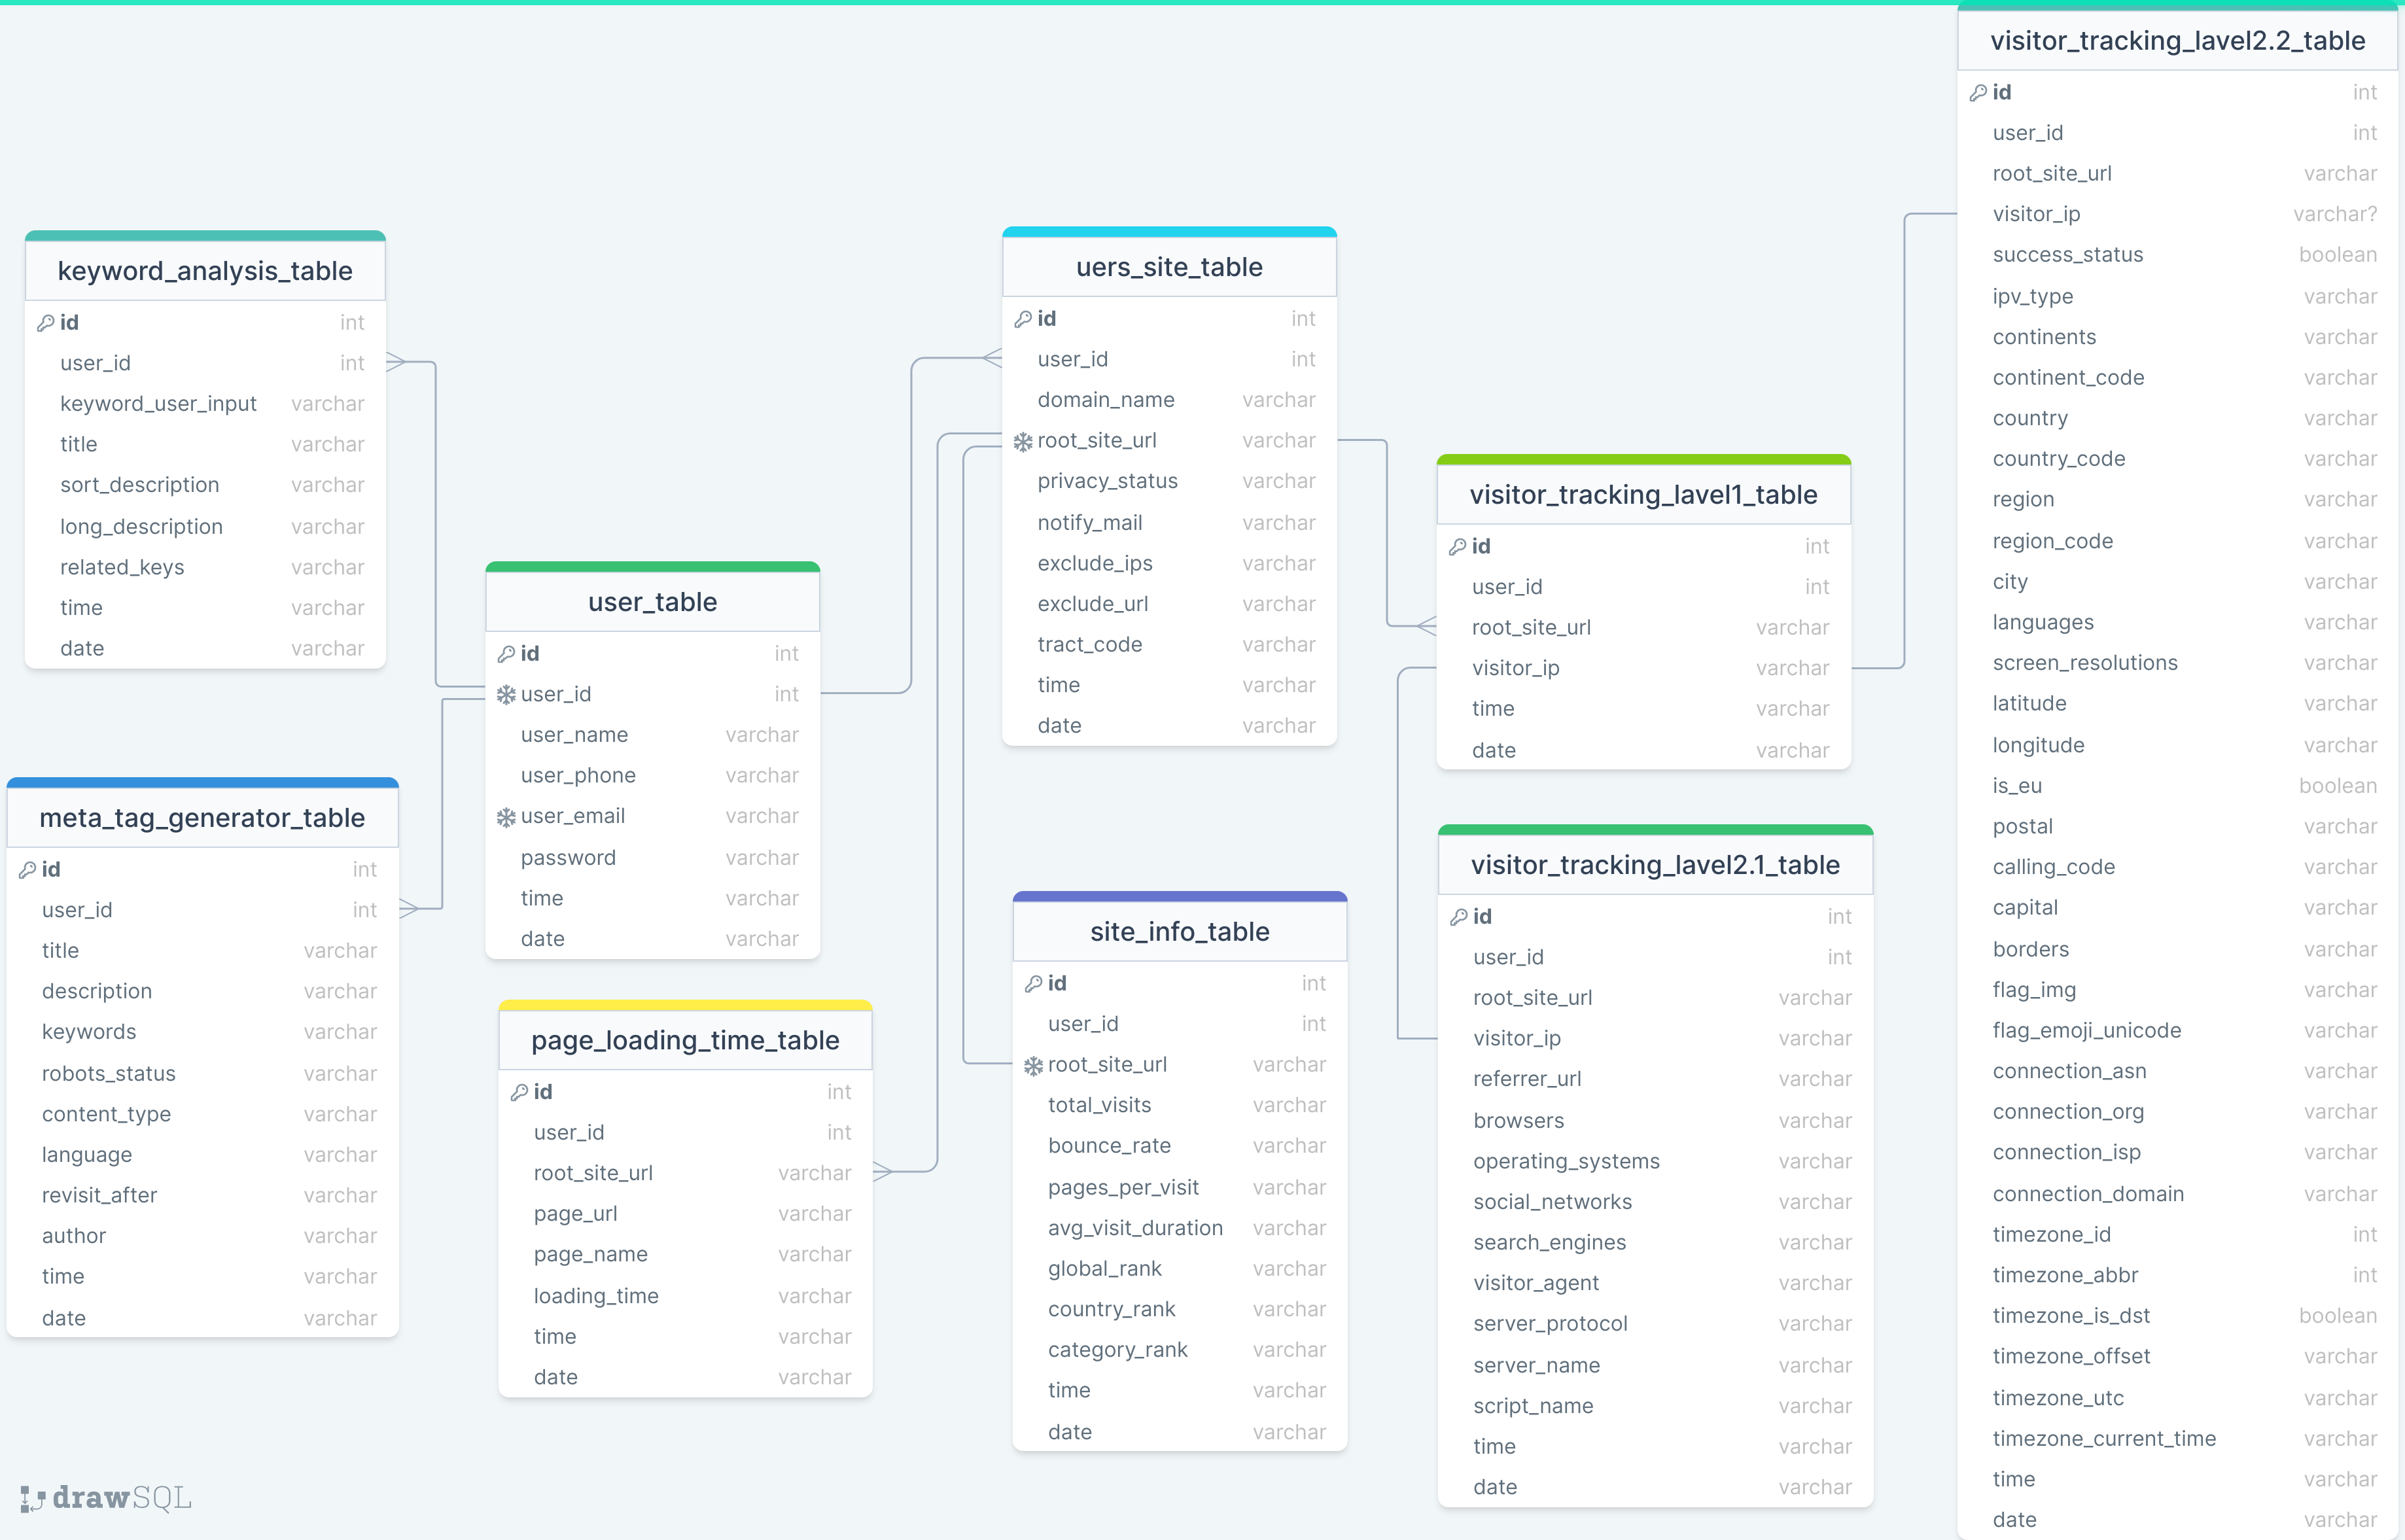 keyword_analysis_table
id int
user_id int
keyword_user_input varchar
title varchar
sort_description varchar
long_description varchar
related_keys varchar
time varchar
date varchar
meta_tag_generator_table
id int
user_id int
title varchar
description varchar
keywords varchar
robots_status varchar
content_type varchar
language varchar
revisit_after varchar
author varchar
time varchar
date varchar
user_table
id int
user_id int
user_name varchar
user_phone varchar
user_email varchar
password varchar
time varchar
date varchar
page_loading_time_table
id int
user_id int
root_site_url varchar
page_url varchar
page_name varchar
loading_time varchar
time varchar
date varchar
uers_site_table
id int
user_id int
domain_name varchar
root_site_url varchar
privacy_status varchar
notify_mail varchar
exclude_ips varchar
exclude_url varchar
tract_code varchar
time varchar
date varchar
site_info_table
id int
user_id int
root_site_url varchar
total_visits varchar
bounce_rate varchar
pages_per_visit varchar
avg_visit_duration varchar
global_rank varchar
country_rank varchar
category_rank varchar
time varchar
date varchar
visitor_tracking_lavel1_table
id int
user_id int
root_site_url varchar
visitor_ip varchar
time varchar
date varchar
visitor_tracking_lavel2.1_table
id int
user_id int
root_site_url varchar
visitor_ip varchar
referrer_url varchar
browsers varchar
operating_systems varchar
social_networks varchar
search_engines varchar
visitor_agent varchar
server_protocol varchar
server_name varchar
script_name varchar
time varchar
date varchar
visitor_tracking_lavel2.2_table
id int
user_id int
root_site_url varchar
visitor_ip varchar?
success_status boolean
ipv_type varchar
continents varchar
continent_code varchar
country varchar
country_code varchar
region varchar
region_code varchar
city varchar
languages varchar
screen_resolutions varchar
latitude varchar
longitude varchar
is_eu boolean
postal varchar
calling_code varchar
capital varchar
borders varchar
flag_img varchar
flag_emoji_unicode varchar
connection_asn varchar
connection_org varchar
connection_isp varchar
connection_domain varchar
timezone_id int
timezone_abbr int
timezone_is_dst boolean
timezone_offset varchar
timezone_utc varchar
timezone_current_time varchar
time varchar
date varchar
drawSQL